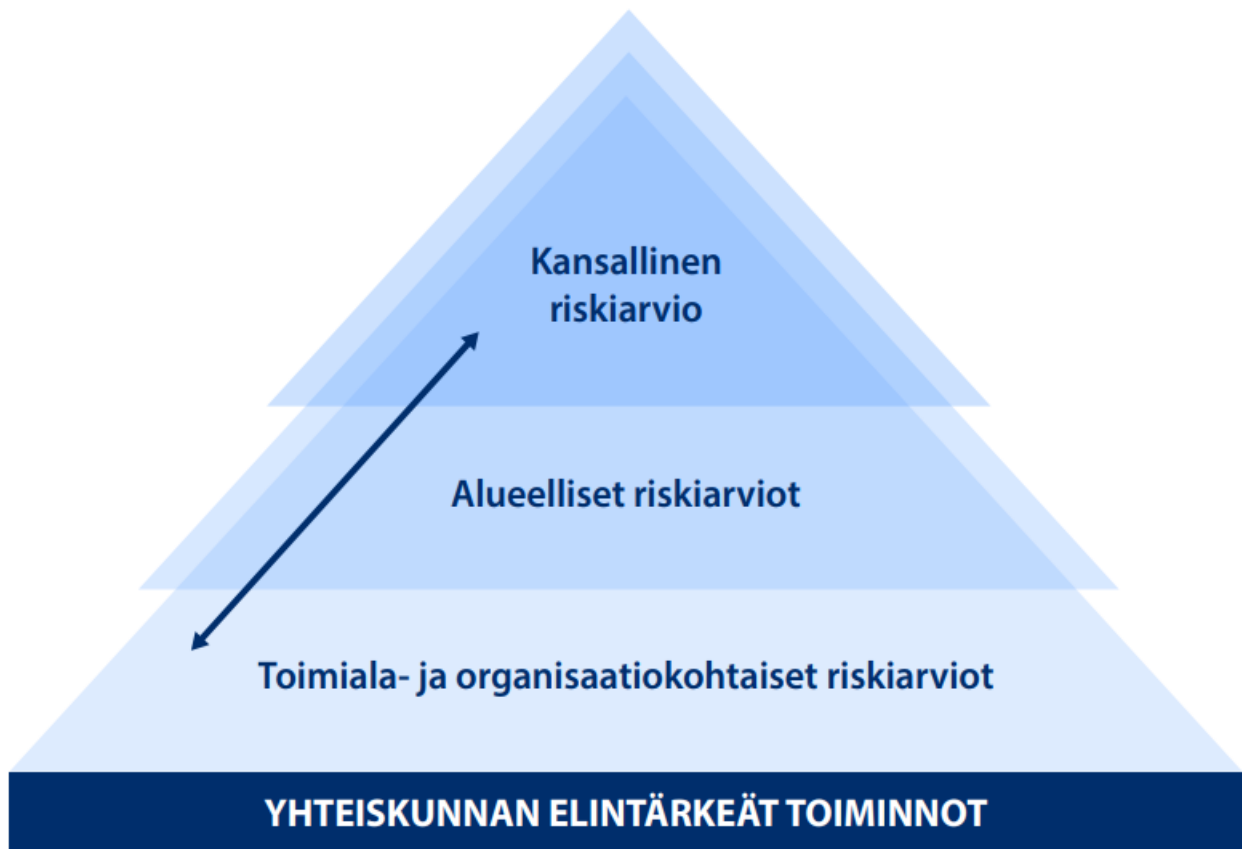 Kansallinen
riskiarvio
Alueelliset riskiarviot
Toimiala- ja organisaatiokohtaiset riskiarviot
YHTEISKUNNAN ELINTÄRKEÄT TOIMINNOT